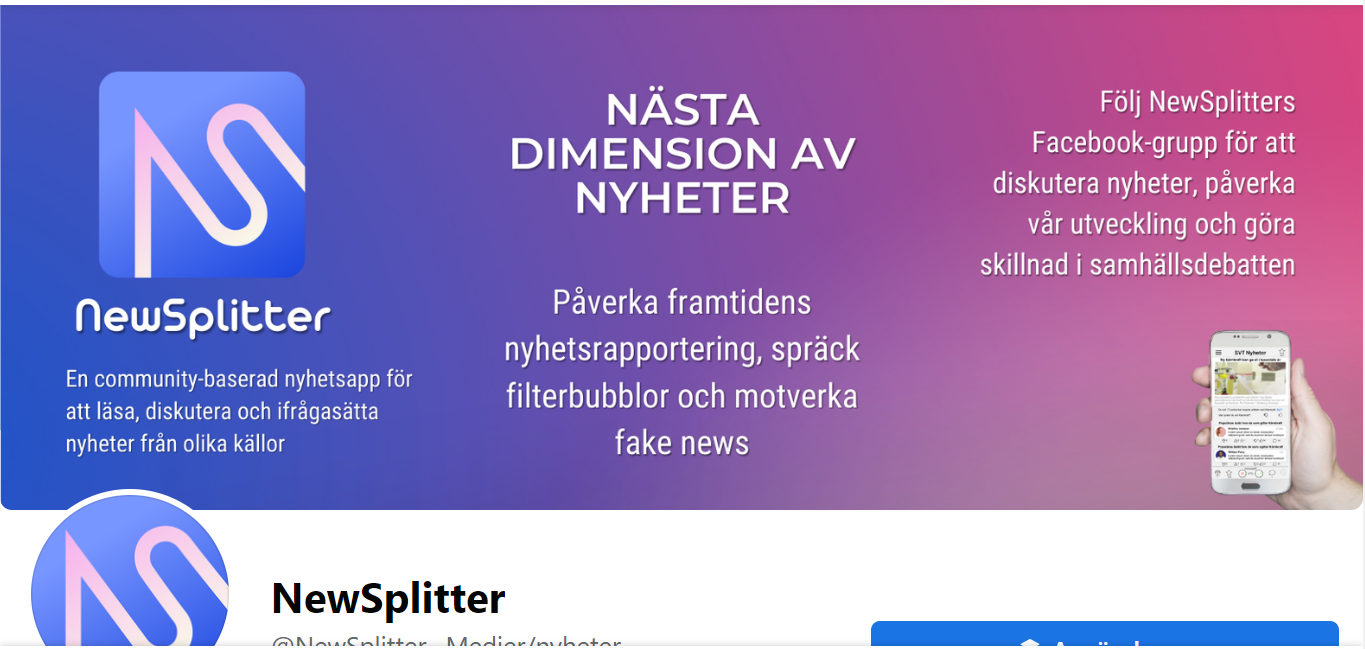 NewSplitter
En community-baserad nyhetsapp för
att läsa, diskutera och ifrågasätta
nyheter från olika källor
NÄSTA
DIMENSION AV
NYHETER
Påverka framtidens
nyhetsrapportering, spräck
filterbubblor och motverka
fake news
Följ NewSplitters
Facebook-grupp för att
diskutera nyheter, påverka
vår utveckling och göra
skillnad i samhällsdebatten
SVT Nyheter
NewSplitter
@NewSplitter · Medier/nyheter